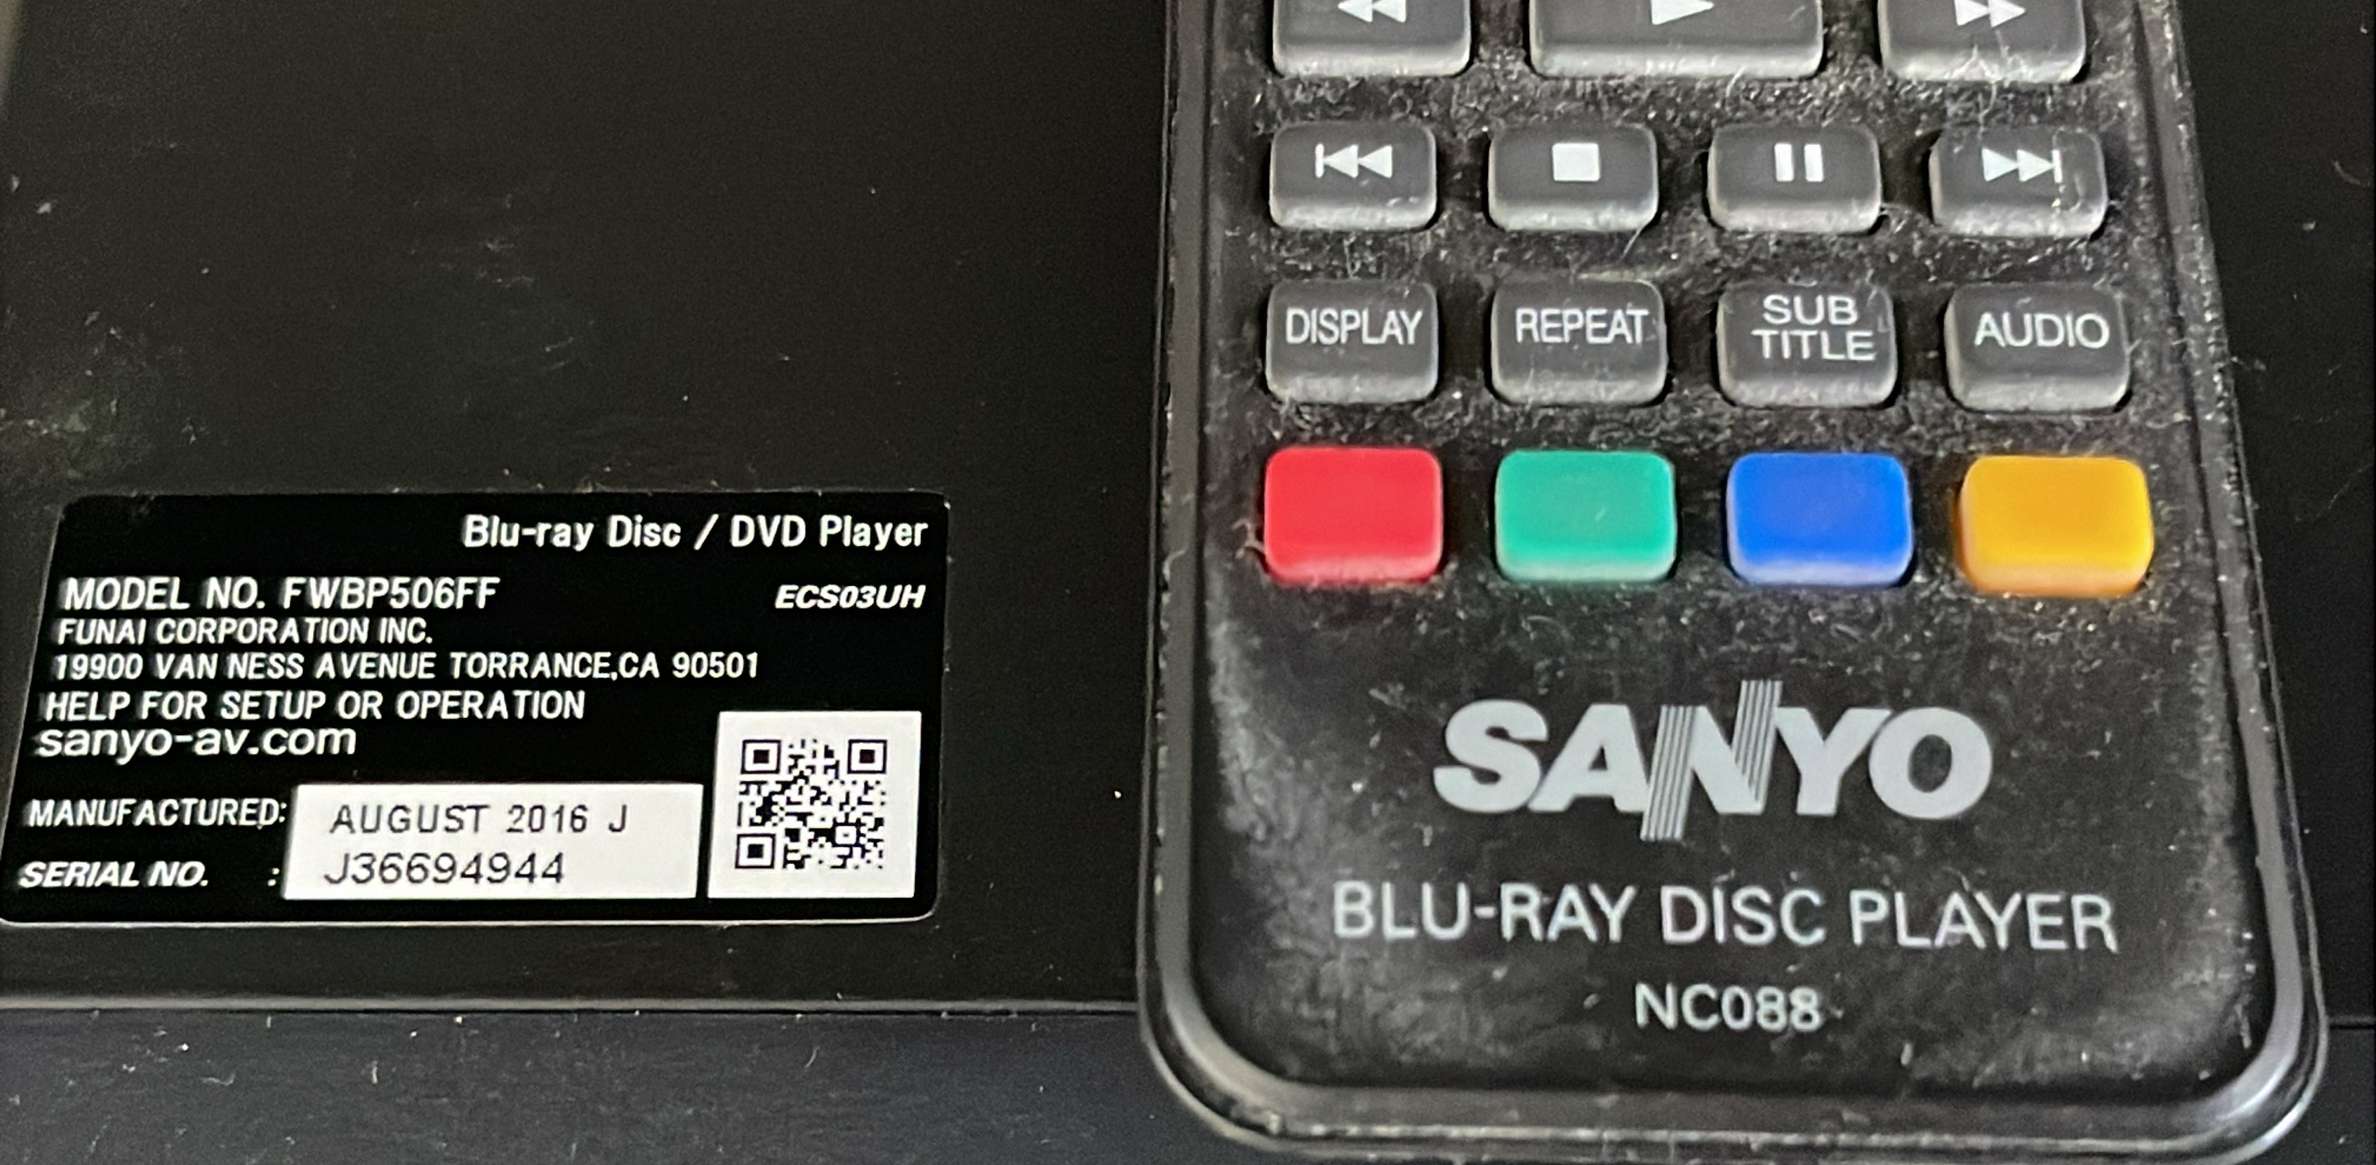 Blu-ray Disc / DVD Player
MODEL NO. FWBP506FF
ECS03UH
FUNAI CORPORATION INC.
19900 VAN NESS AVENUE TORRANCE,CA 90501
HELP FOR SETUP OR OPERATION
sanyo-av.com
MANUFACTURED: AUGUST 2016 J
SERIAL NO. : J36694944
DISPLAY
REPEAT
SUB
TITLE
AUDIO
SANYO
BLU-RAY DISC PLAYER
NC088